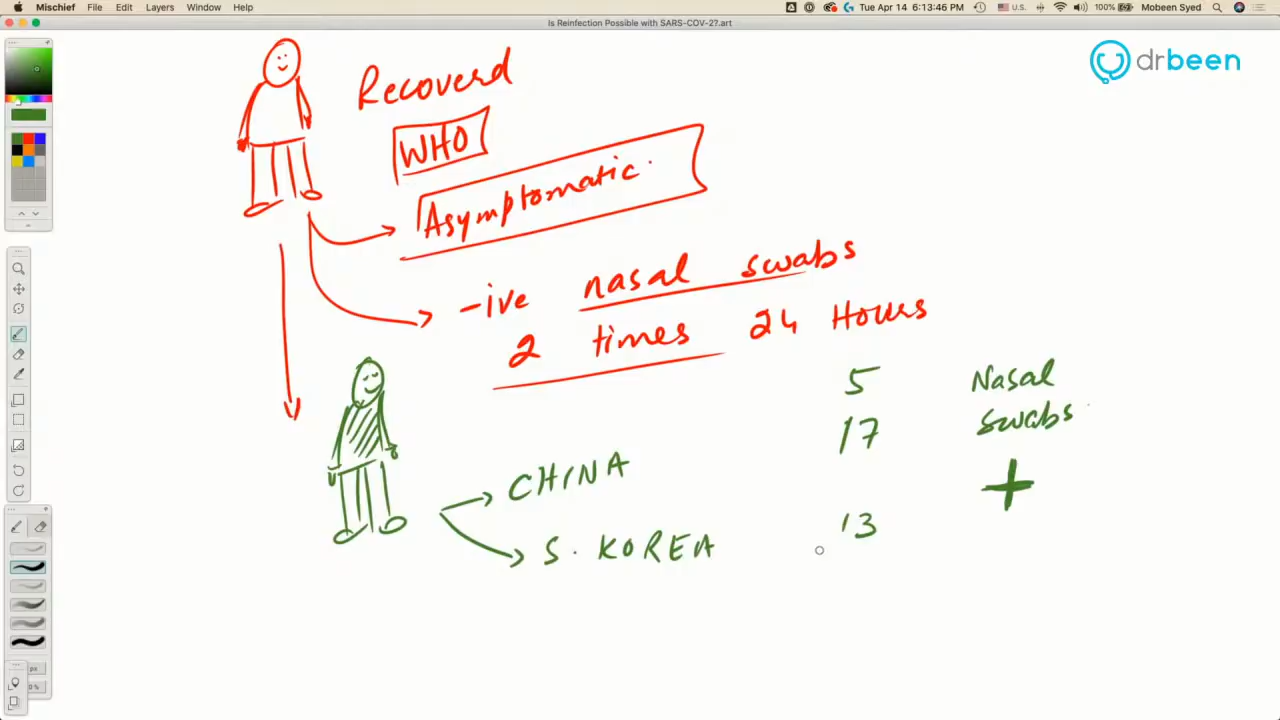 Mischief File Edit Layers Window Help
100% Tue Apr 14 6:13:46 PM Mobeen Syed
Is Reinfection Possible with SARS-COV-2?.art
drbeen
Recoverd
WHO
Asymptomatic
-ive nasal swabs
2 times 24 Hours
5 Nasal
17 swabs
+
CHINA
13
S. KOREA